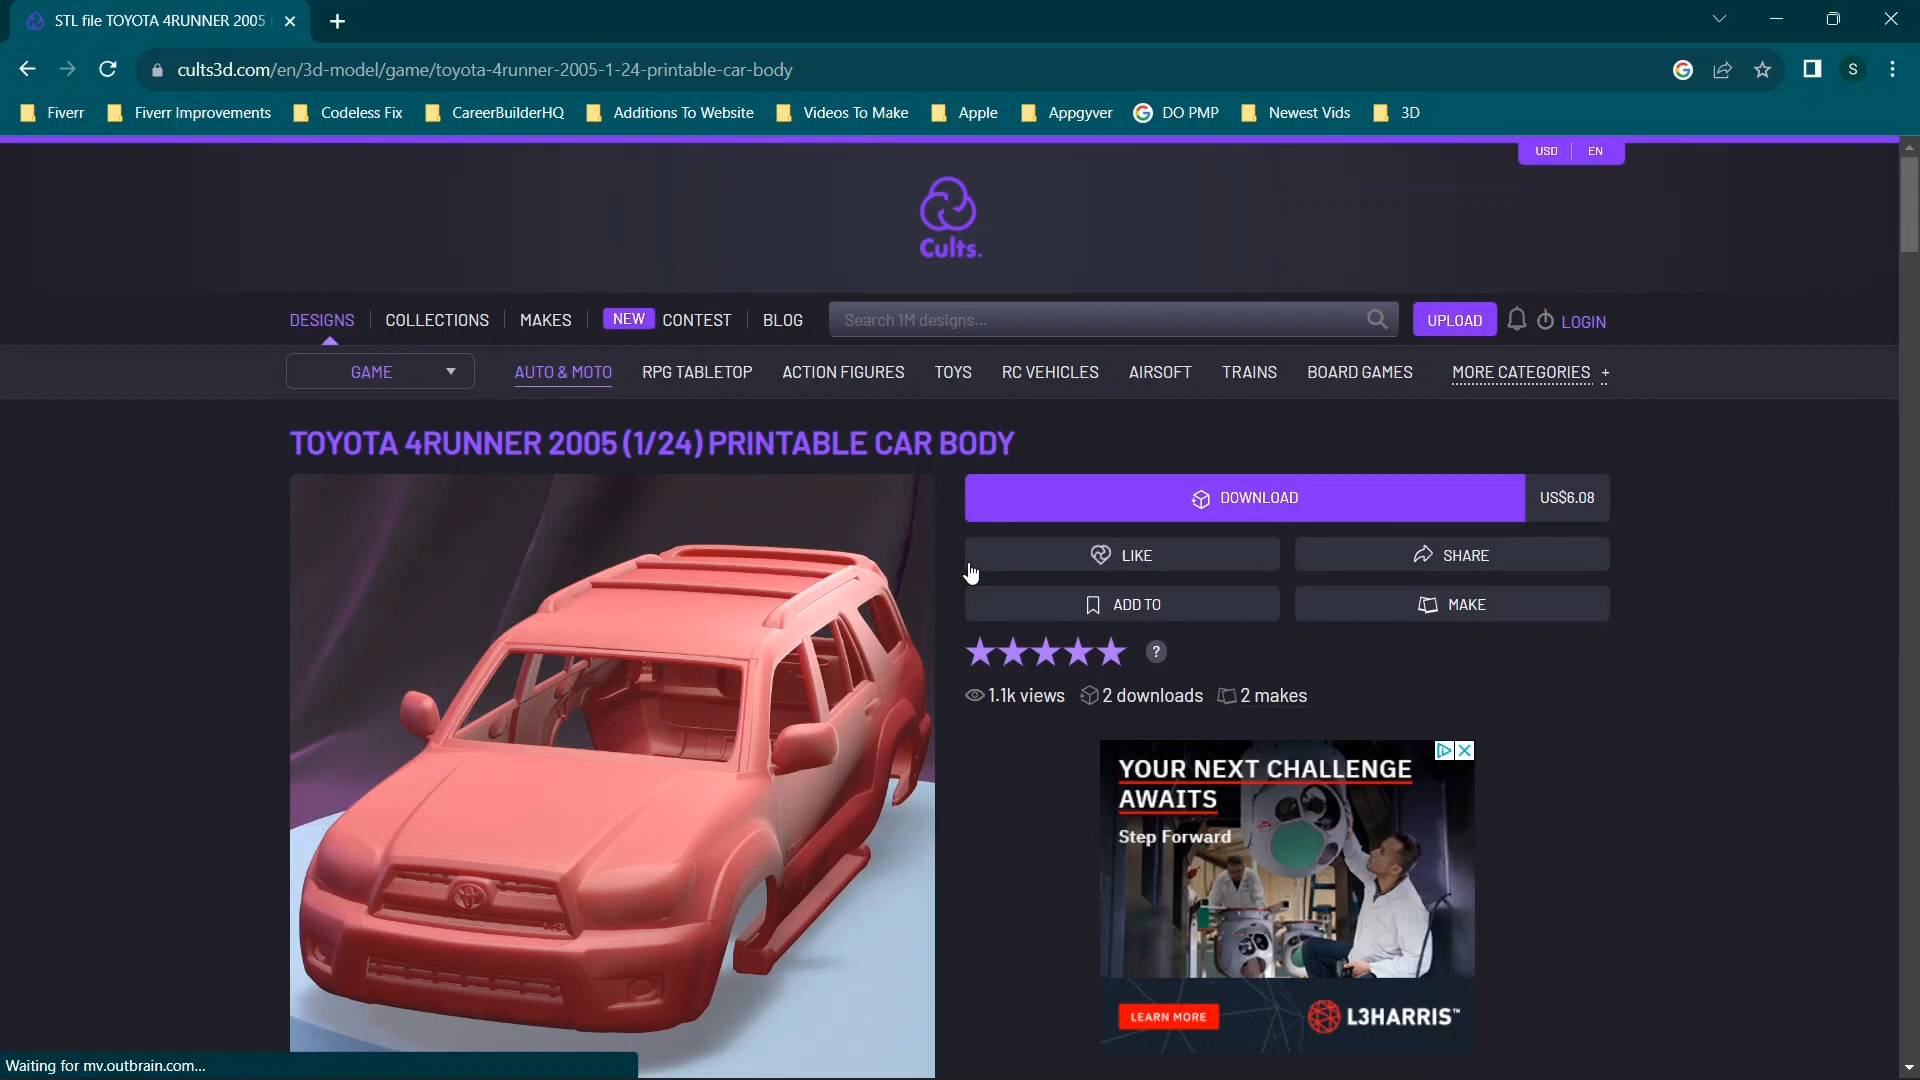 STL file TOYOTA 4RUNNER 2005
cults3d.com/en/3d-model/game/toyota-4runner-2005-1-24-printable-car-body
S
Fiverr Fiverr Improvements Codeless Fix CareerBuilderHQ Additions To Website Videos To Make Apple Appgyver DO PMP Newest Vids 3D
USD EN
Cults.
DESIGNS COLLECTIONS MAKES NEW CONTEST BLOG Search 1M designs... UPLOAD LOGIN
GAME AUTO & MOTO RPG TABLETOP ACTION FIGURES TOYS RC VEHICLES AIRSOFT TRAINS BOARD GAMES MORE CATEGORIES +
TOYOTA 4RUNNER 2005 (1/24) PRINTABLE CAR BODY
DOWNLOAD US$6.08
LIKE SHARE
ADD TO MAKE
?
1.1k views 2 downloads 2 makes
YOUR NEXT CHALLENGE
AWAITS
Step Forward
LEARN MORE L3HARRIS™
Waiting for mv.outbrain.com...